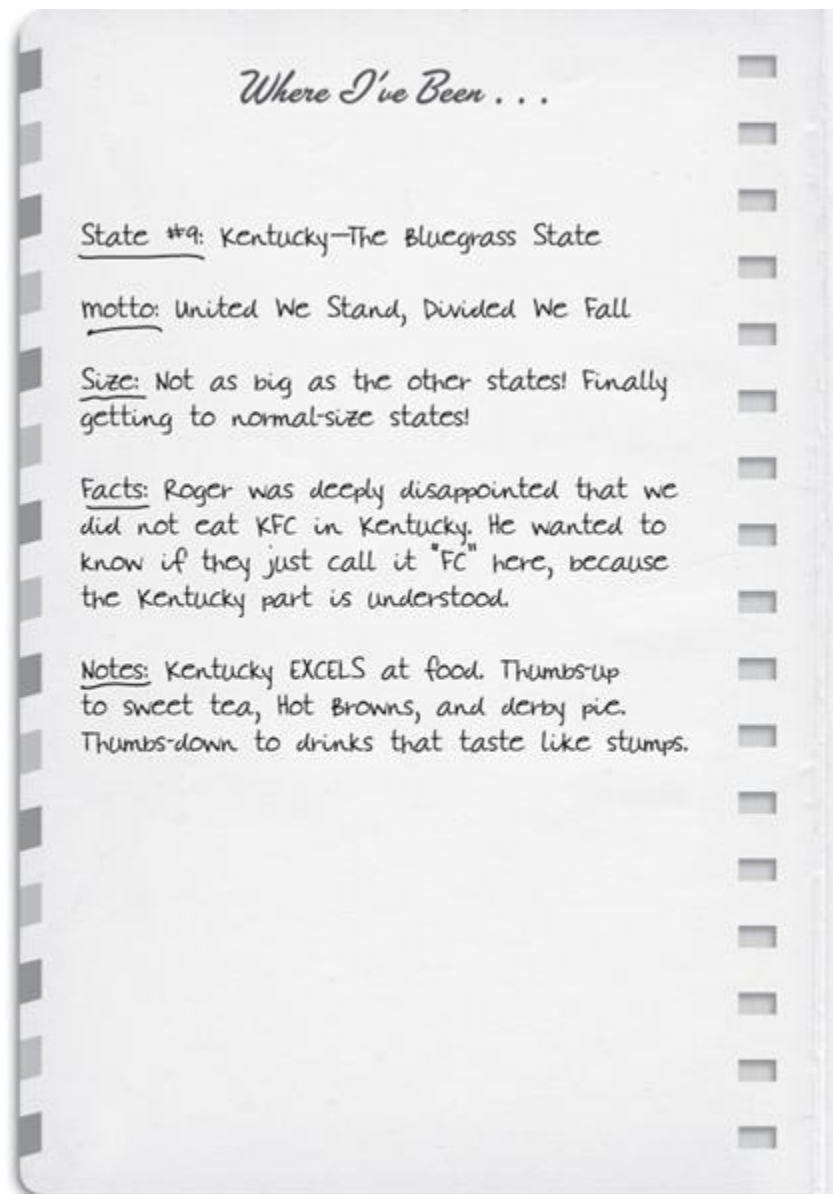 Where I've Been . . .
State #9: Kentucky—The Bluegrass State
motto: United We Stand, Divided We Fall
Size: Not as big as the other states! Finally
getting to normal-size states!
Facts: Roger was deeply disappointed that we
did not eat KFC in Kentucky. He wanted to
know if they just call it "FC" here, because
the Kentucky part is understood.
Notes: Kentucky EXCELS at food. Thumbs-up
to sweet tea, Hot Browns, and derby pie.
Thumbs-down to drinks that taste like stumps.